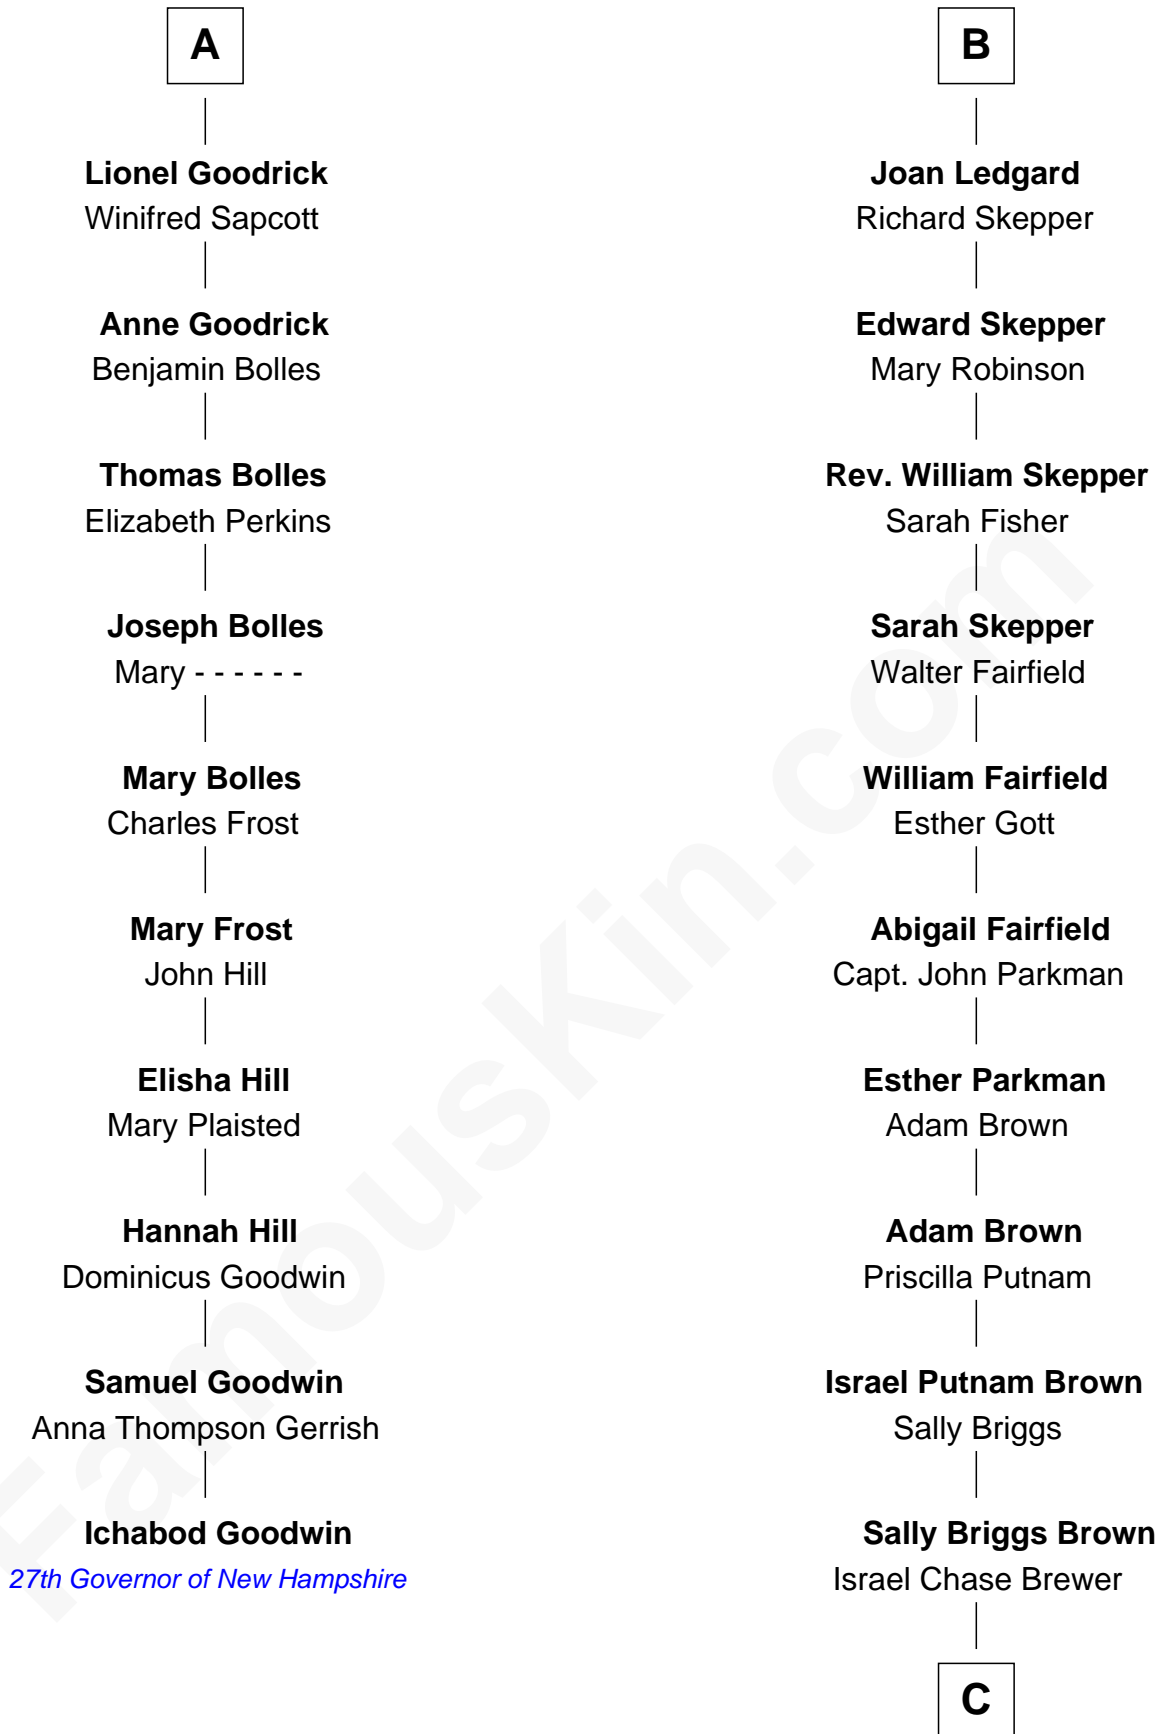 A
Lionel Goodrick
Winifred Sapcott
Anne Goodrick
Benjamin Bolles
Thomas Bolles
Elizabeth Perkins
Joseph Bolles
Mary - - - - - -
Mary Bolles
Charles Frost
Mary Frost
John Hill
Elisha Hill
Mary Plaisted
Hannah Hill
Dominicus Goodwin
Samuel Goodwin
Anna Thompson Gerrish
Ichabod Goodwin
27th Governor of New Hampshire
B
Joan Ledgard
Richard Skepper
Edward Skepper
Mary Robinson
Rev. William Skepper
Sarah Fisher
Sarah Skepper
Walter Fairfield
William Fairfield
Esther Gott
Abigail Fairfield
Capt. John Parkman
Esther Parkman
Adam Brown
Adam Brown
Priscilla Putnam
Israel Putnam Brown
Sally Briggs
Sally Briggs Brown
Israel Chase Brewer
C
FamousKin.com